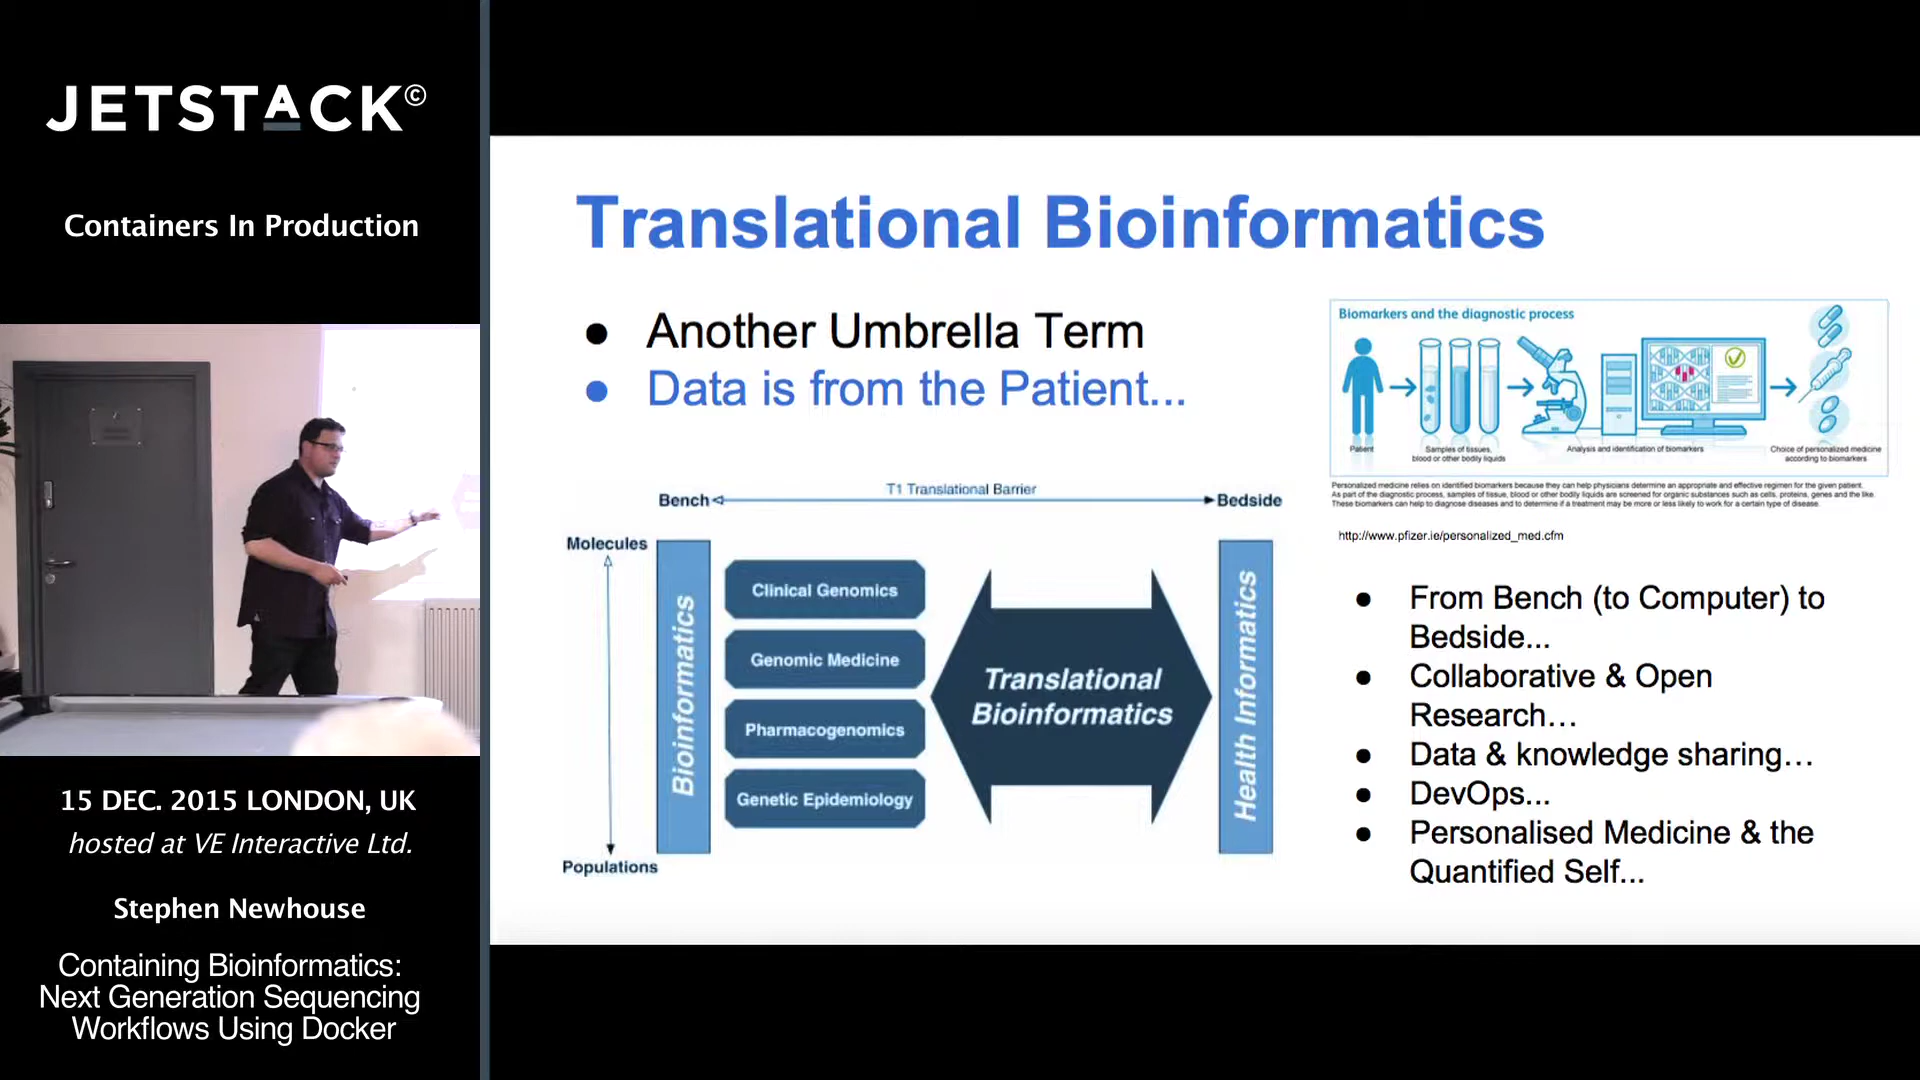 JETSTACK©
Containers In Production
15 DEC. 2015 LONDON, UK
hosted at VE Interactive Ltd.
Stephen Newhouse
Containing Bioinformatics:
Next Generation Sequencing
Workflows Using Docker
Translational Bioinformatics
● Another Umbrella Term
● Data is from the Patient...
T1 Translational Barrier
Bench
Bedside
Molecules
Populations
Bioinformatics
Clinical Genomics
Genomic Medicine
Pharmacogenomics
Genetic Epidemiology
Translational
Bioinformatics
Health Informatics
Biomarkers and the diagnostic process
Patient
Samples of tissues,
blood or other bodily liquids
Analysis and identification of biomarkers
Choice of personalized medicine
according to biomarkers
Personalized medicine relies on identified biomarkers because they can help physicians determine an appropriate and effective regimen for the given patient.
As part of the diagnostic process, samples of tissue, blood or other bodily liquids are screened for organic substances such as cells, proteins, genes and the like.
These biomarkers can help to diagnose diseases and to determine if a treatment may be more or less likely to work for a certain type of disease.
http://www.pfizer.ie/personalized_med.cfm
● From Bench (to Computer) to
Bedside...
● Collaborative & Open
Research…
● Data & knowledge sharing…
● DevOps...
● Personalised Medicine & the
Quantified Self...